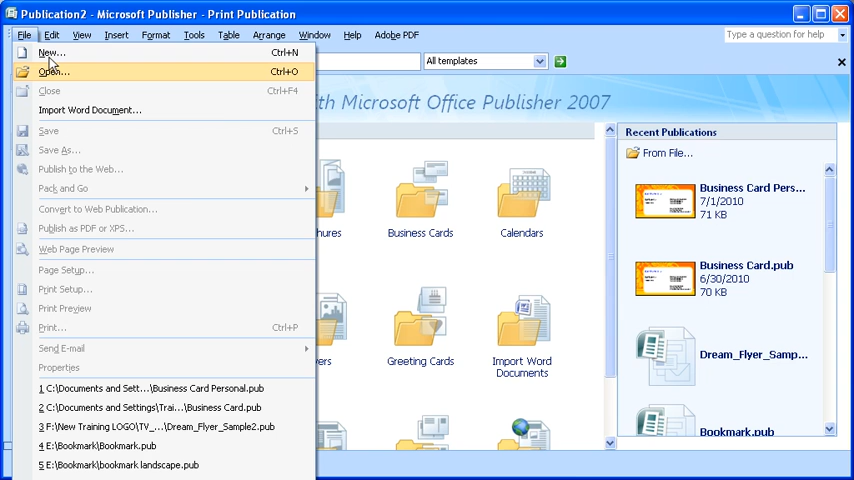 Publication2 - Microsoft Publisher - Print Publication
File Edit View Insert Format Tools Table Arrange Window Help Adobe PDF
Type a question for help
New... Ctrl+N
Open... Ctrl+O
Close Ctrl+F4
Import Word Document...
Save Ctrl+S
Save As...
Publish to the Web...
Pack and Go
Convert to Web Publication...
Publish as PDF or XPS...
Web Page Preview
Page Setup...
Print Setup...
Print Preview
Print... Ctrl+P
Send E-mail
Properties
1 C:\Documents and Sett...\Business Card Personal.pub
2 C:\Documents and Settings\Trai...\Business Card.pub
3 F:\New Training LOGO\TV_...\Dream_Flyer_Sample2.pub
4 E:\Bookmark\Bookmark.pub
5 E:\Bookmark\bookmark landscape.pub
All templates
ith Microsoft Office Publisher 2007
hures
Business Cards
Calendars
ers
Greeting Cards
Import Word
Documents
Recent Publications
From File...
Business Card Pers...
7/1/2010
71 KB
Business Card.pub
6/30/2010
70 KB
Dream_Flyer_Samp...
Bookmark.pub